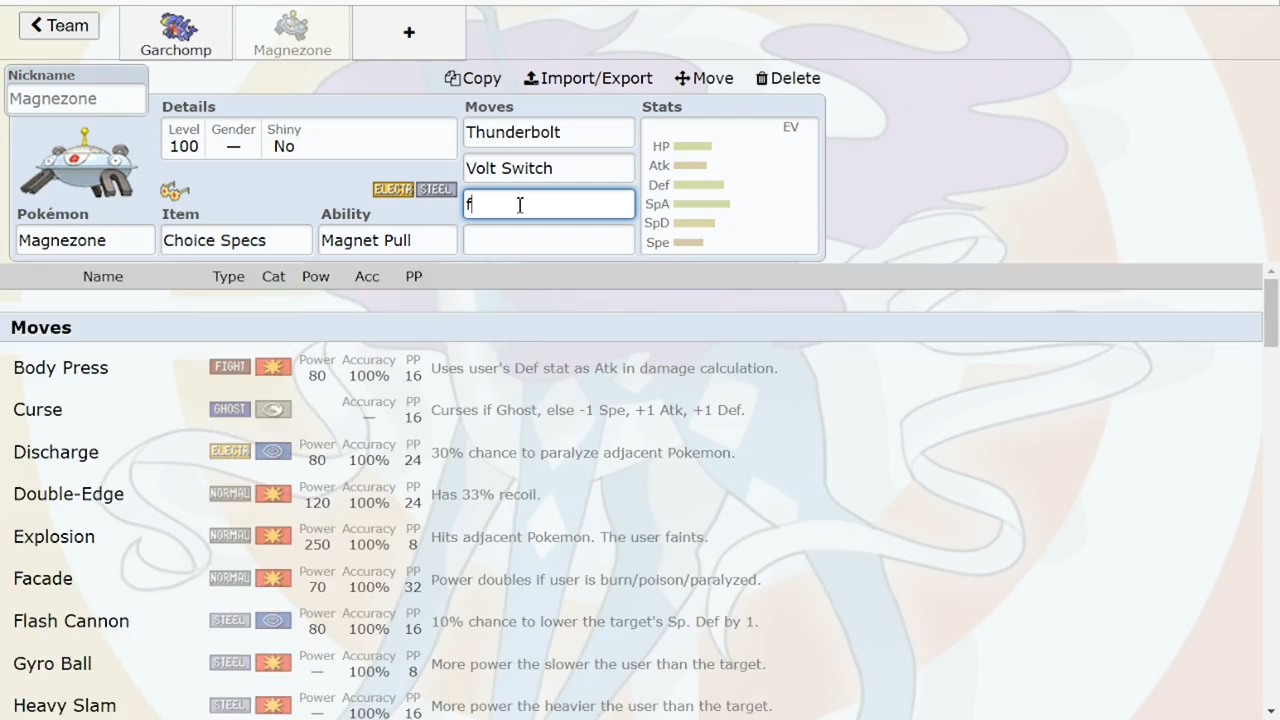 Team
Garchomp
Magnezone
+
Nickname
Magnezone
Copy Import/Export Move Delete
Details
Moves
Stats
Level Gender Shiny
100 — No
ELECTR STEEL
Pokémon Item Ability
Magnezone Choice Specs Magnet Pull
Thunderbolt
Volt Switch
f
EV
HP
Atk
Def
SpA
SpD
Spe
Name Type Cat Pow Acc PP
Moves
Body Press FIGHT Power 80 Accuracy 100% PP 16 Uses user's Def stat as Atk in damage calculation.
Curse GHOST Accuracy — PP 16 Curses if Ghost, else -1 Spe, +1 Atk, +1 Def.
Discharge ELECTR Power 80 Accuracy 100% PP 24 30% chance to paralyze adjacent Pokemon.
Double-Edge NORMAL Power 120 Accuracy 100% PP 24 Has 33% recoil.
Explosion NORMAL Power 250 Accuracy 100% PP 8 Hits adjacent Pokemon. The user faints.
Facade NORMAL Power 70 Accuracy 100% PP 32 Power doubles if user is burn/poison/paralyzed.
Flash Cannon STEEL Power 80 Accuracy 100% PP 16 10% chance to lower the target's Sp. Def by 1.
Gyro Ball STEEL Power — Accuracy 100% PP 8 More power the slower the user than the target.
Heavy Slam STEEL Power — Accuracy 100% PP 16 More power the heavier the user than the target.